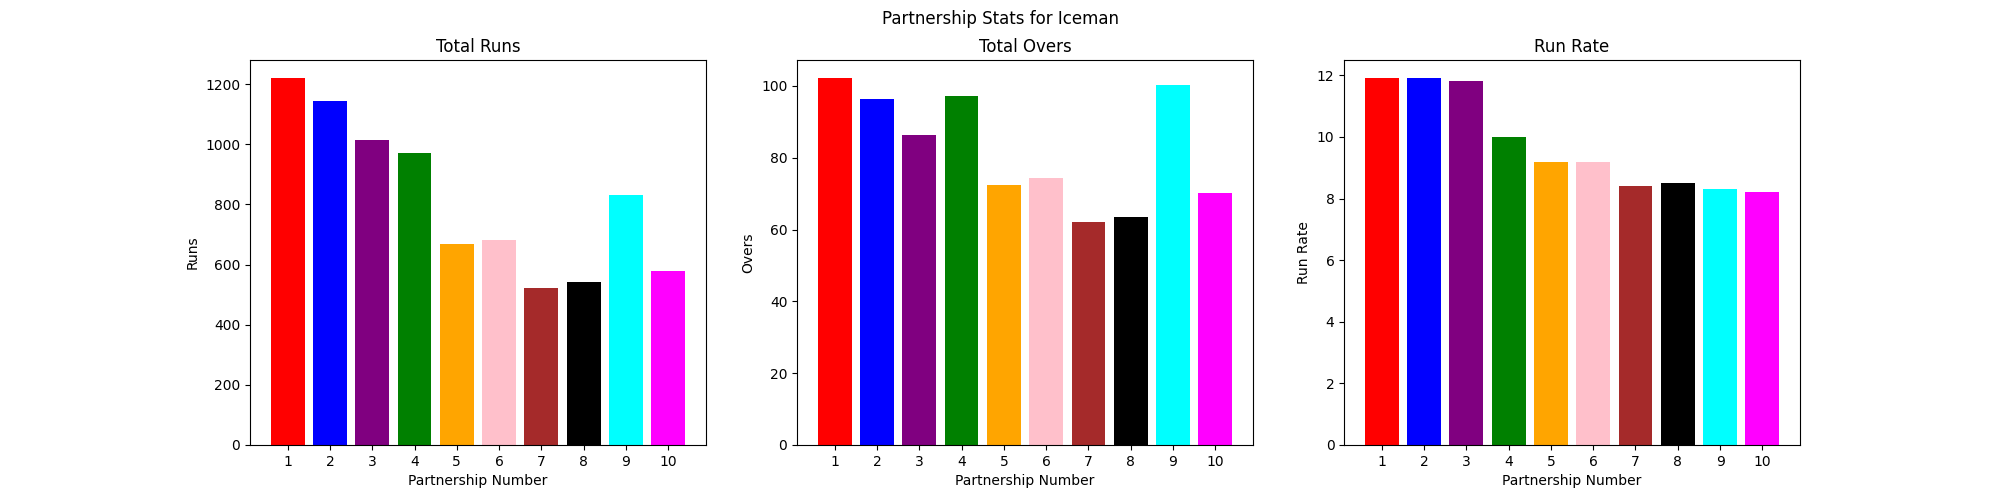 Partnership Stats for Iceman
Total Runs
1200
1000
800
600
400
200
0
Runs
1 2 3 4 5 6 7 8 9 10
Partnership Number
Total Overs
100
80
60
40
20
0
Overs
1 2 3 4 5 6 7 8 9 10
Partnership Number
Run Rate
12
10
8
6
4
2
0
Run Rate
1 2 3 4 5 6 7 8 9 10
Partnership Number